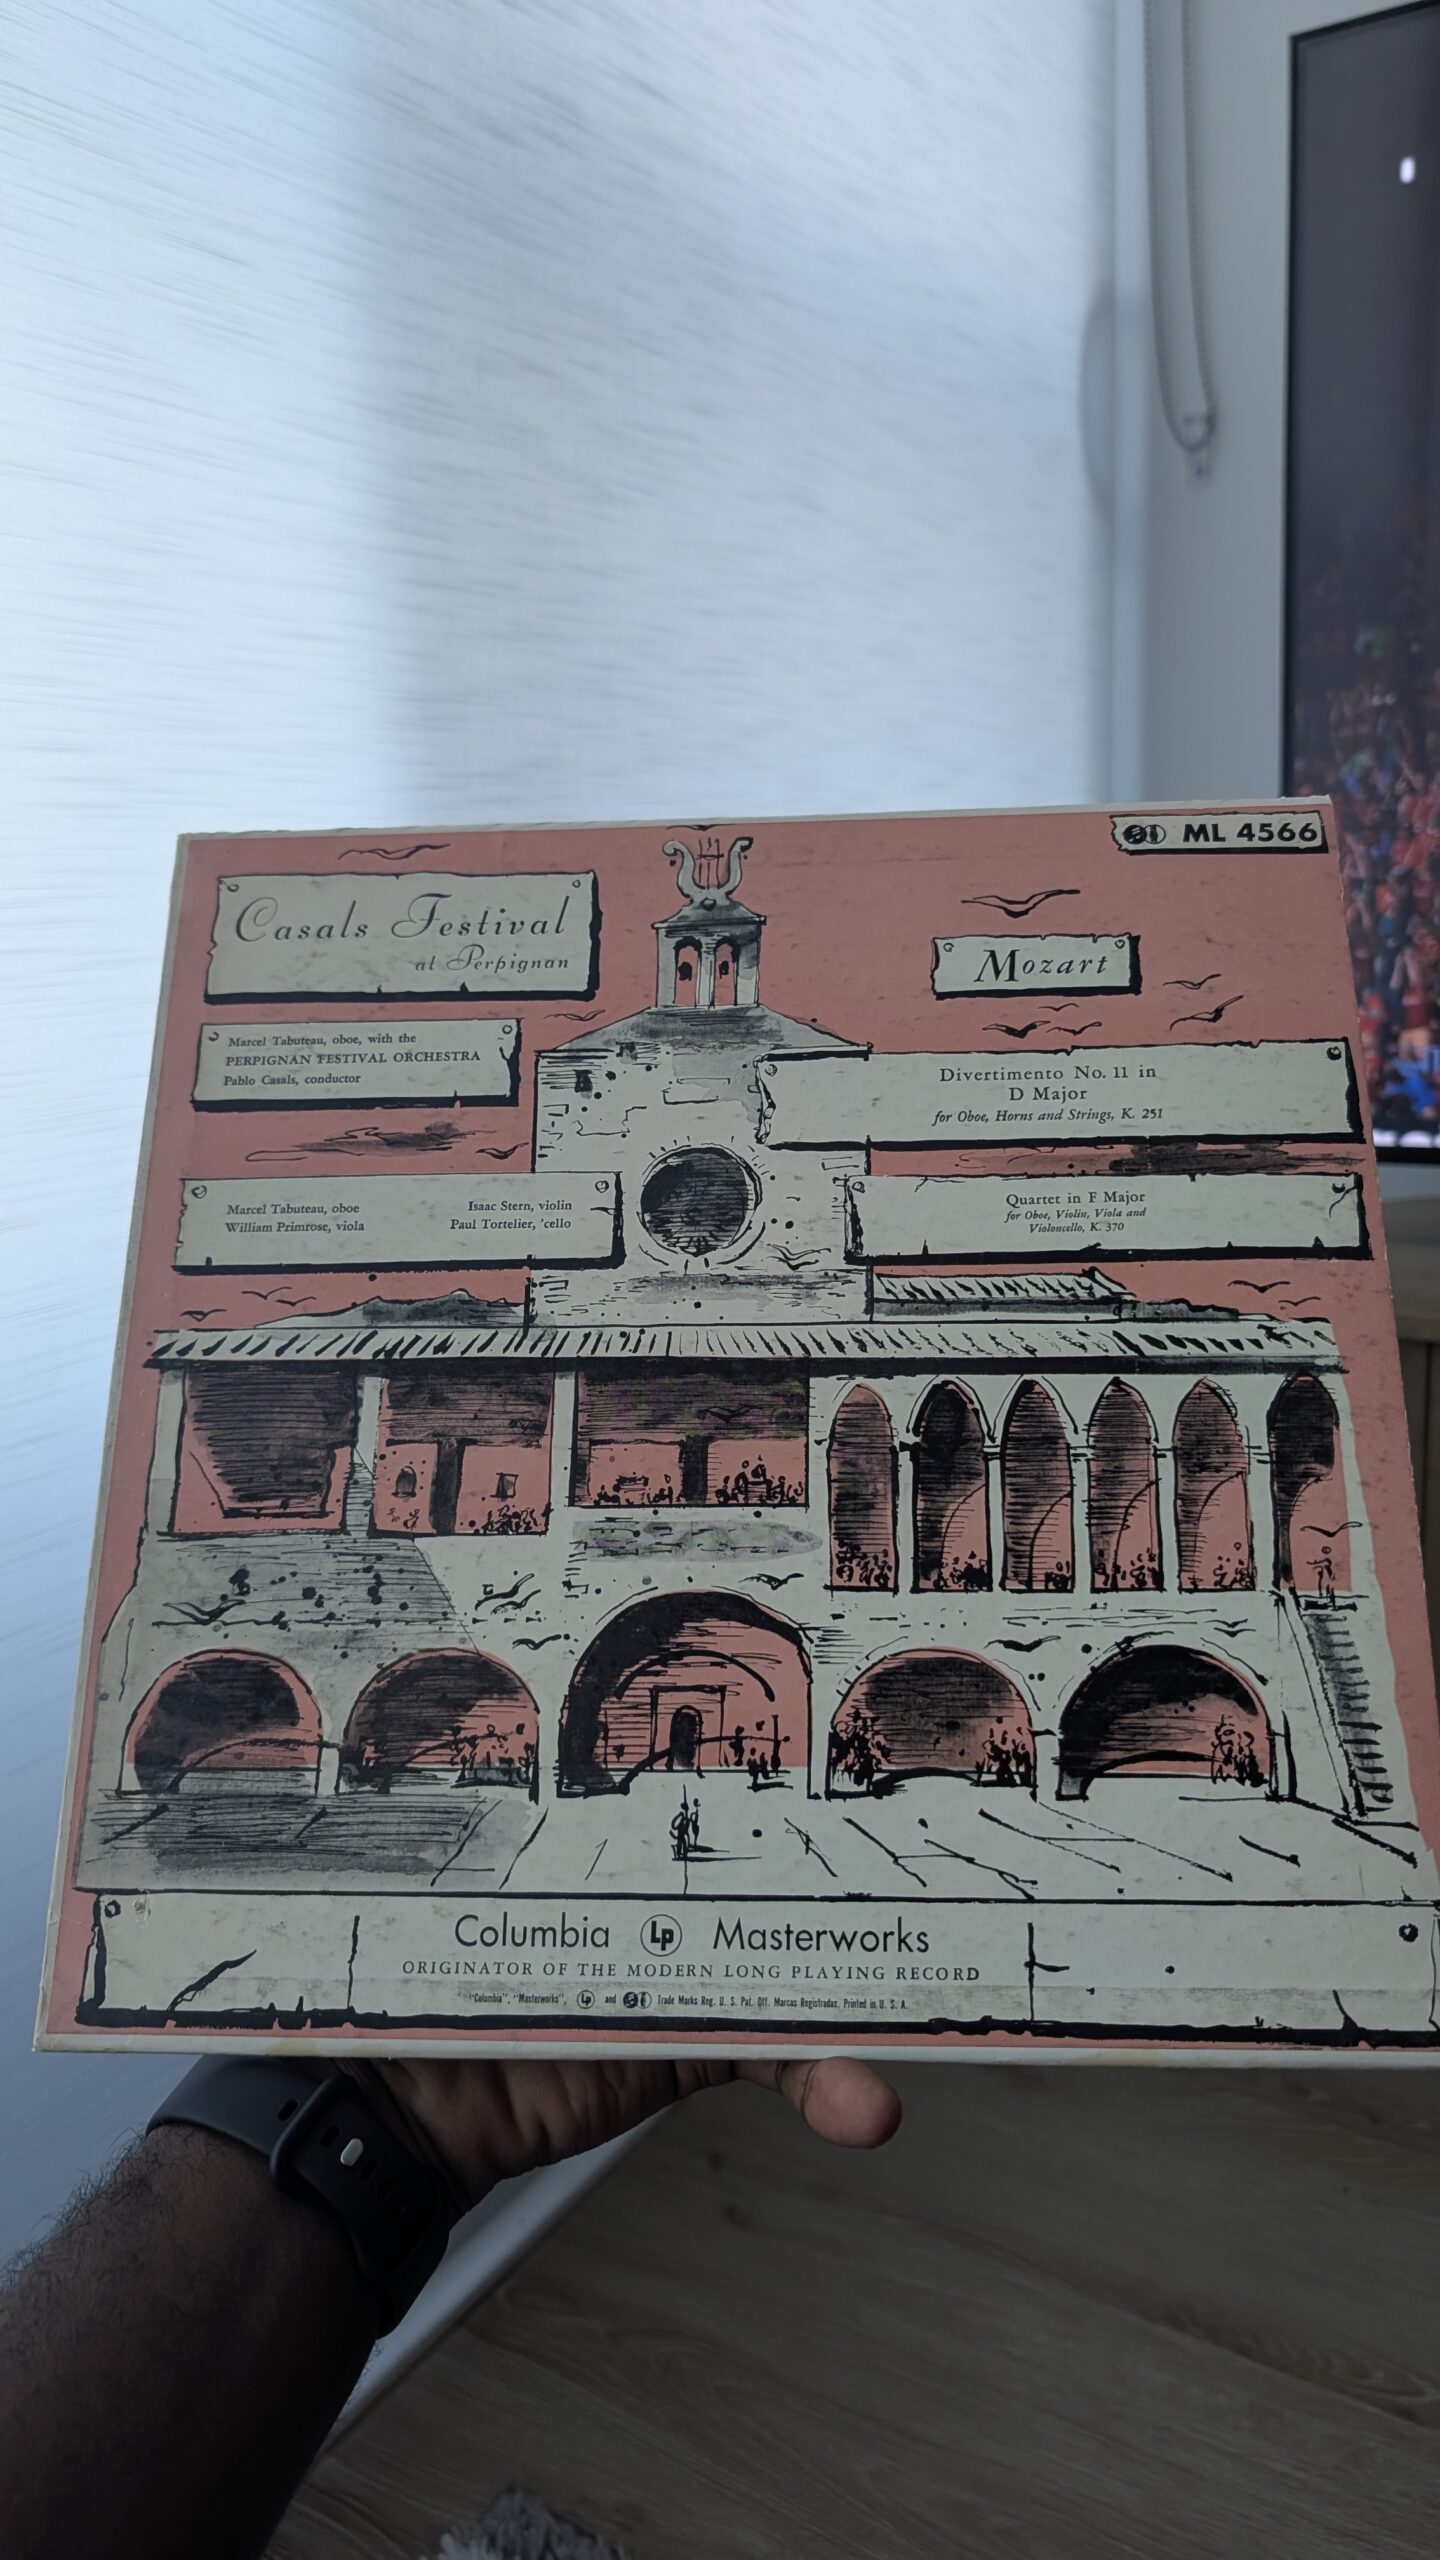 ML 4566
Casals Festival
at Perpignan
Mozart
Marcel Tabuteau, oboe, with the
PERPIGNAN FESTIVAL ORCHESTRA
Pablo Casals, conductor
Divertimento No. 11 in
D Major
for Oboe, Horns and Strings, K. 251
Marcel Tabuteau, oboe
William Primrose, viola
Isaac Stern, violin
Paul Tortelier, 'cello
Quartet in F Major
for Oboe, Violin, Viola and
Violoncello, K. 370
Columbia Lp Masterworks
ORIGINATOR OF THE MODERN LONG PLAYING RECORD
"Columbia", "Masterworks", Lp and Trade Marks Reg. U. S. Pat. Off. Marcas Registradas. Printed in U. S. A.